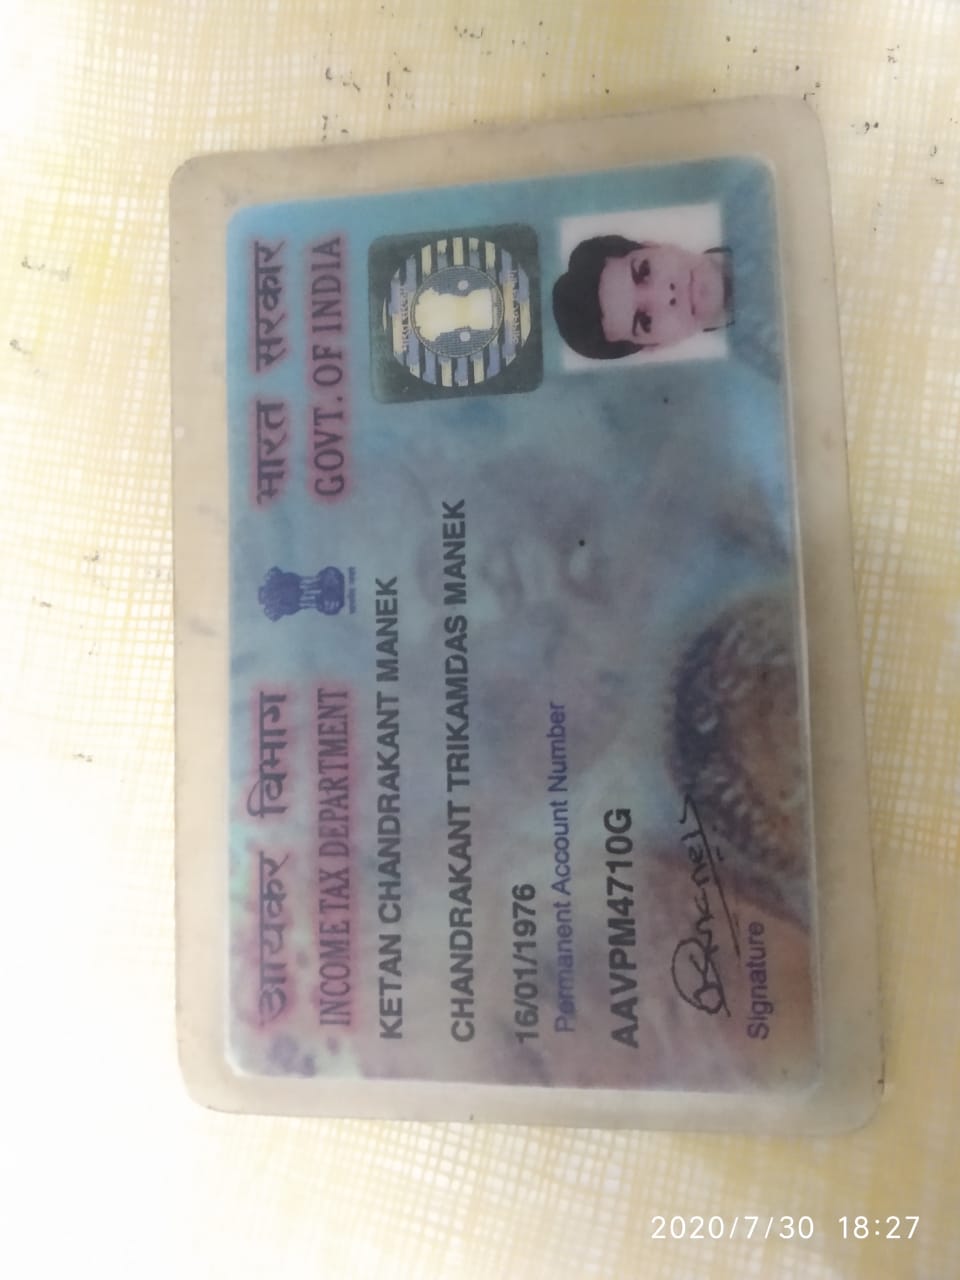 आयकर विभाग
INCOME TAX DEPARTMENT
भारत सरकार
GOVT. OF INDIA
KETAN CHANDRAKANT MANEK
CHANDRAKANT TRIKAMDAS MANEK
16/01/1976
Permanent Account Number
AAVPM4710G
Signature
2020/7/30 18:27